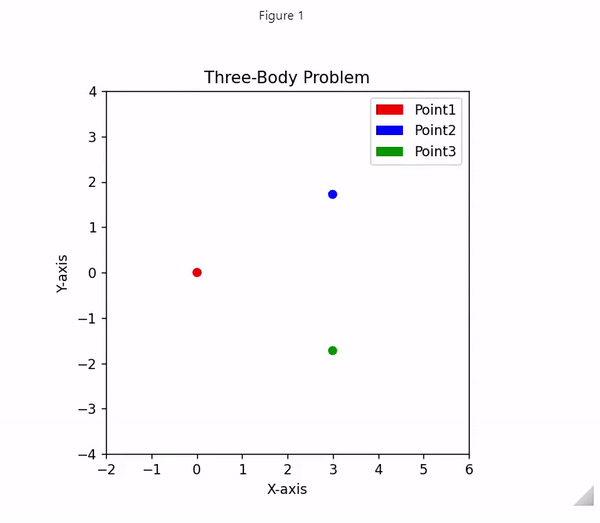 Figure 1
Three-Body Problem
Point1
Point2
Point3
4
3
2
1
0
−1
−2
−3
−4
Y-axis
−2 −1 0 1 2 3 4 5 6
X-axis